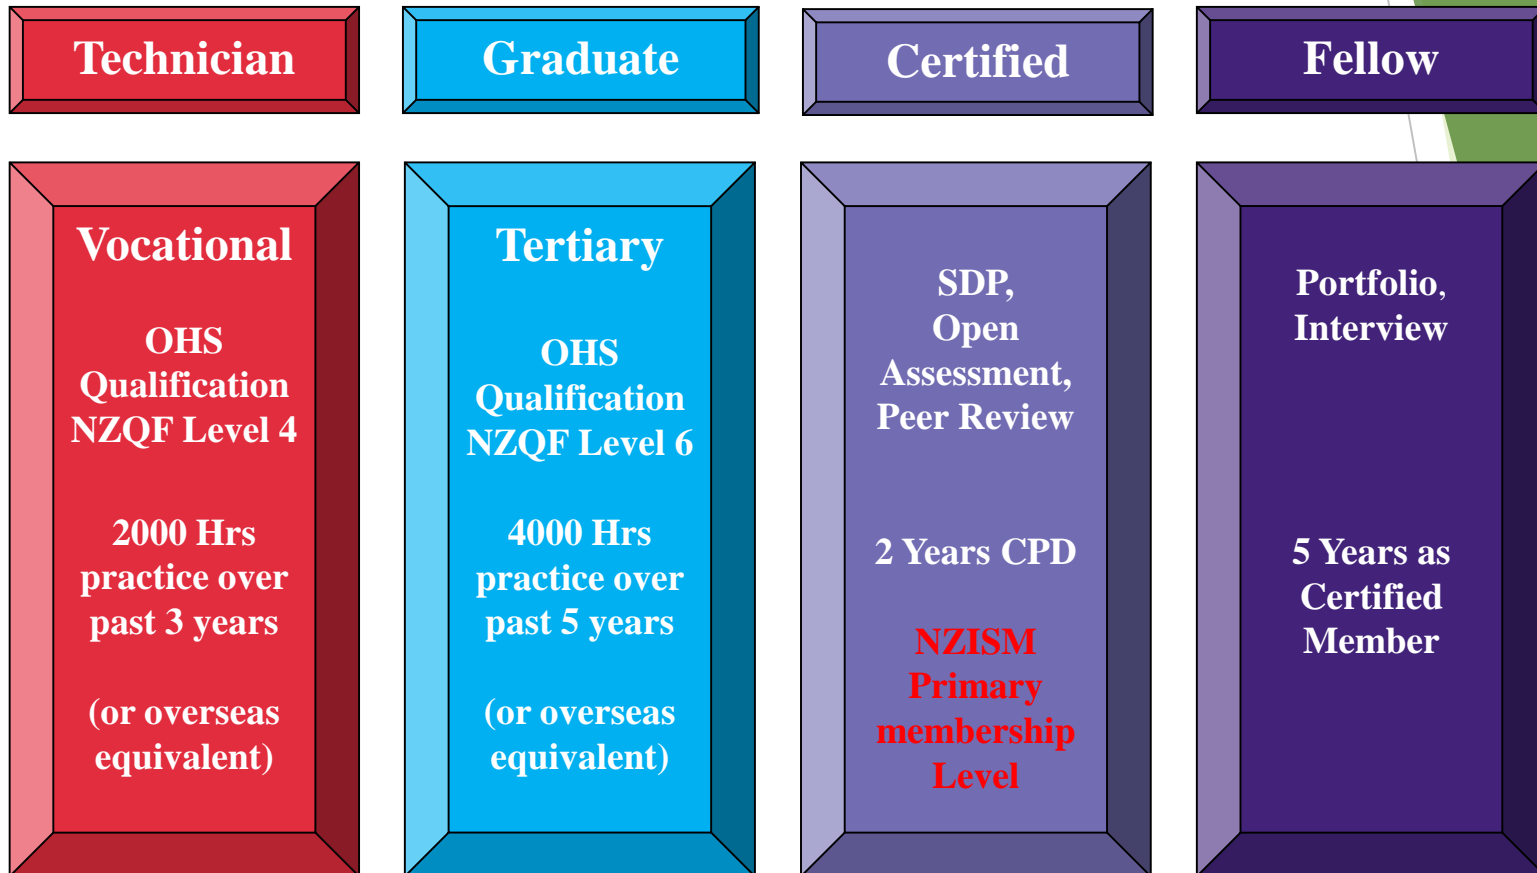 Technician
Graduate
Certified
Fellow
Vocational
OHS
Qualification
NZQF Level 4
2000 Hrs
practice over
past 3 years
(or overseas
equivalent)
Tertiary
OHS
Qualification
NZQF Level 6
4000 Hrs
practice over
past 5 years
(or overseas
equivalent)
SDP,
Open
Assessment,
Peer Review
2 Years CPD
NZISM
Primary
membership
Level
Portfolio,
Interview
5 Years as
Certified
Member